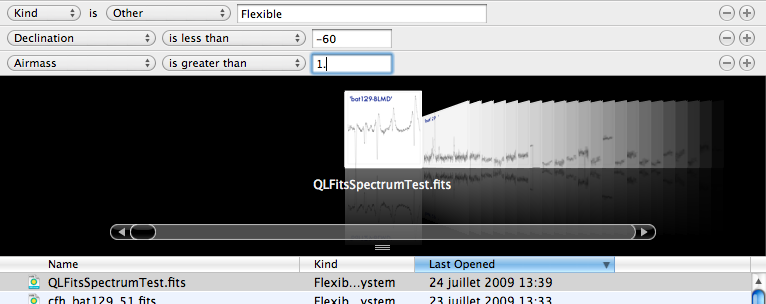 Kind is Other Flexible
Declination is less than -60
Airmass is greater than 1.
'bat129-BLMD'
QLFitsSpectrumTest.fits
Name Kind Last Opened
QLFitsSpectrumTest.fits Flexib...ystem 24 juillet 2009 13:39
cfh_bat129_51.fits Flexib...ystem 23 juillet 2009 13:33